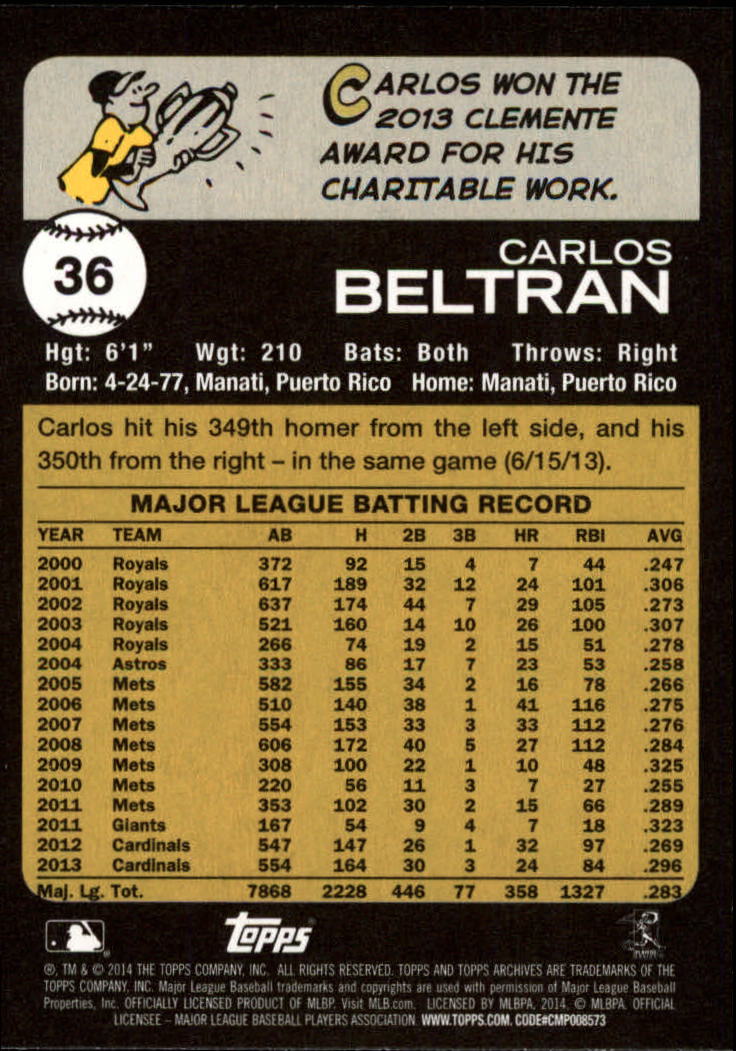 CARLOS WON THE
2013 CLEMENTE
AWARD FOR HIS
CHARITABLE WORK.
36
CARLOS
BELTRAN
Hgt: 6'1" Wgt: 210 Bats: Both Throws: Right
Born: 4-24-77, Manati, Puerto Rico Home: Manati, Puerto Rico
Carlos hit his 349th homer from the left side, and his
350th from the right – in the same game (6/15/13).
MAJOR LEAGUE BATTING RECORD
YEAR TEAM AB H 2B 3B HR RBI AVG
2000 Royals 372 92 15 4 7 44 .247
2001 Royals 617 189 32 12 24 101 .306
2002 Royals 637 174 44 7 29 105 .273
2003 Royals 521 160 14 10 26 100 .307
2004 Royals 266 74 19 2 15 51 .278
2004 Astros 333 86 17 7 23 53 .258
2005 Mets 582 155 34 2 16 78 .266
2006 Mets 510 140 38 1 41 116 .275
2007 Mets 554 153 33 3 33 112 .276
2008 Mets 606 172 40 5 27 112 .284
2009 Mets 308 100 22 1 10 48 .325
2010 Mets 220 56 11 3 7 27 .255
2011 Mets 353 102 30 2 15 66 .289
2011 Giants 167 54 9 4 7 18 .323
2012 Cardinals 547 147 26 1 32 97 .269
2013 Cardinals 554 164 30 3 24 84 .296
Maj. Lg. Tot. 7868 2228 446 77 358 1327 .283
Topps
®, TM & © 2014 THE TOPPS COMPANY, INC. ALL RIGHTS RESERVED. TOPPS AND TOPPS ARCHIVES ARE TRADEMARKS OF THE
TOPPS COMPANY, INC. Major League Baseball trademarks and copyrights are used with permission of Major League Baseball
Properties, Inc. OFFICIALLY LICENSED PRODUCT OF MLBP. Visit MLB.com. LICENSED BY MLBPA, 2014. © MLBPA. OFFICIAL
LICENSEE – MAJOR LEAGUE BASEBALL PLAYERS ASSOCIATION. WWW.TOPPS.COM. CODE#CMP008573